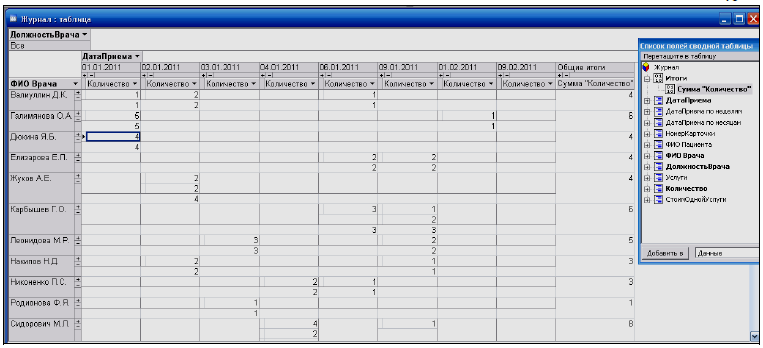 Журнал : таблица
ДолжностьВрача
Все
ДатаПриема
01.01.2011 02.01.2011 03.01.2011 04.01.2011 06.01.2011 09.01.2011 01.02.2011 09.02.2011 Общие итоги
ФИО Врача Количество Количество Количество Количество Количество Количество Количество Количество Сумма "Количество"
Валиуллин Д.К. 1 2 1 4
1 2 1
Галимянова О.А. 5 1 6
5 1
Дюкина Я.Б. 4 4
4
Елизарова Е.П. 2 2 4
2 2
Жуков А.Е. 2 4
2
4
Карбышев Г.О. 3 1 6
2
3 3
Леонидова М.Р. 3 2 5
3 2
Накипов Н.Д. 2 1 3
2 1
Никоненко П.С. 2 1 3
2 1
Родионова Ф.Я. 1 1
1
Сидорович М.Л. 4 1 8
2
Список полей сводной таблицы
Перетащите в таблицу
Журнал
Итоги
Сумма "Количество"
ДатаПриема
ДатаПриема по неделям
ДатаПриема по месяцам
НомерКарточки
ФИО Пациента
ФИО Врача
ДолжностьВрача
Услуги
Количество
СтоимОднойУслуги
Добавить в Данные